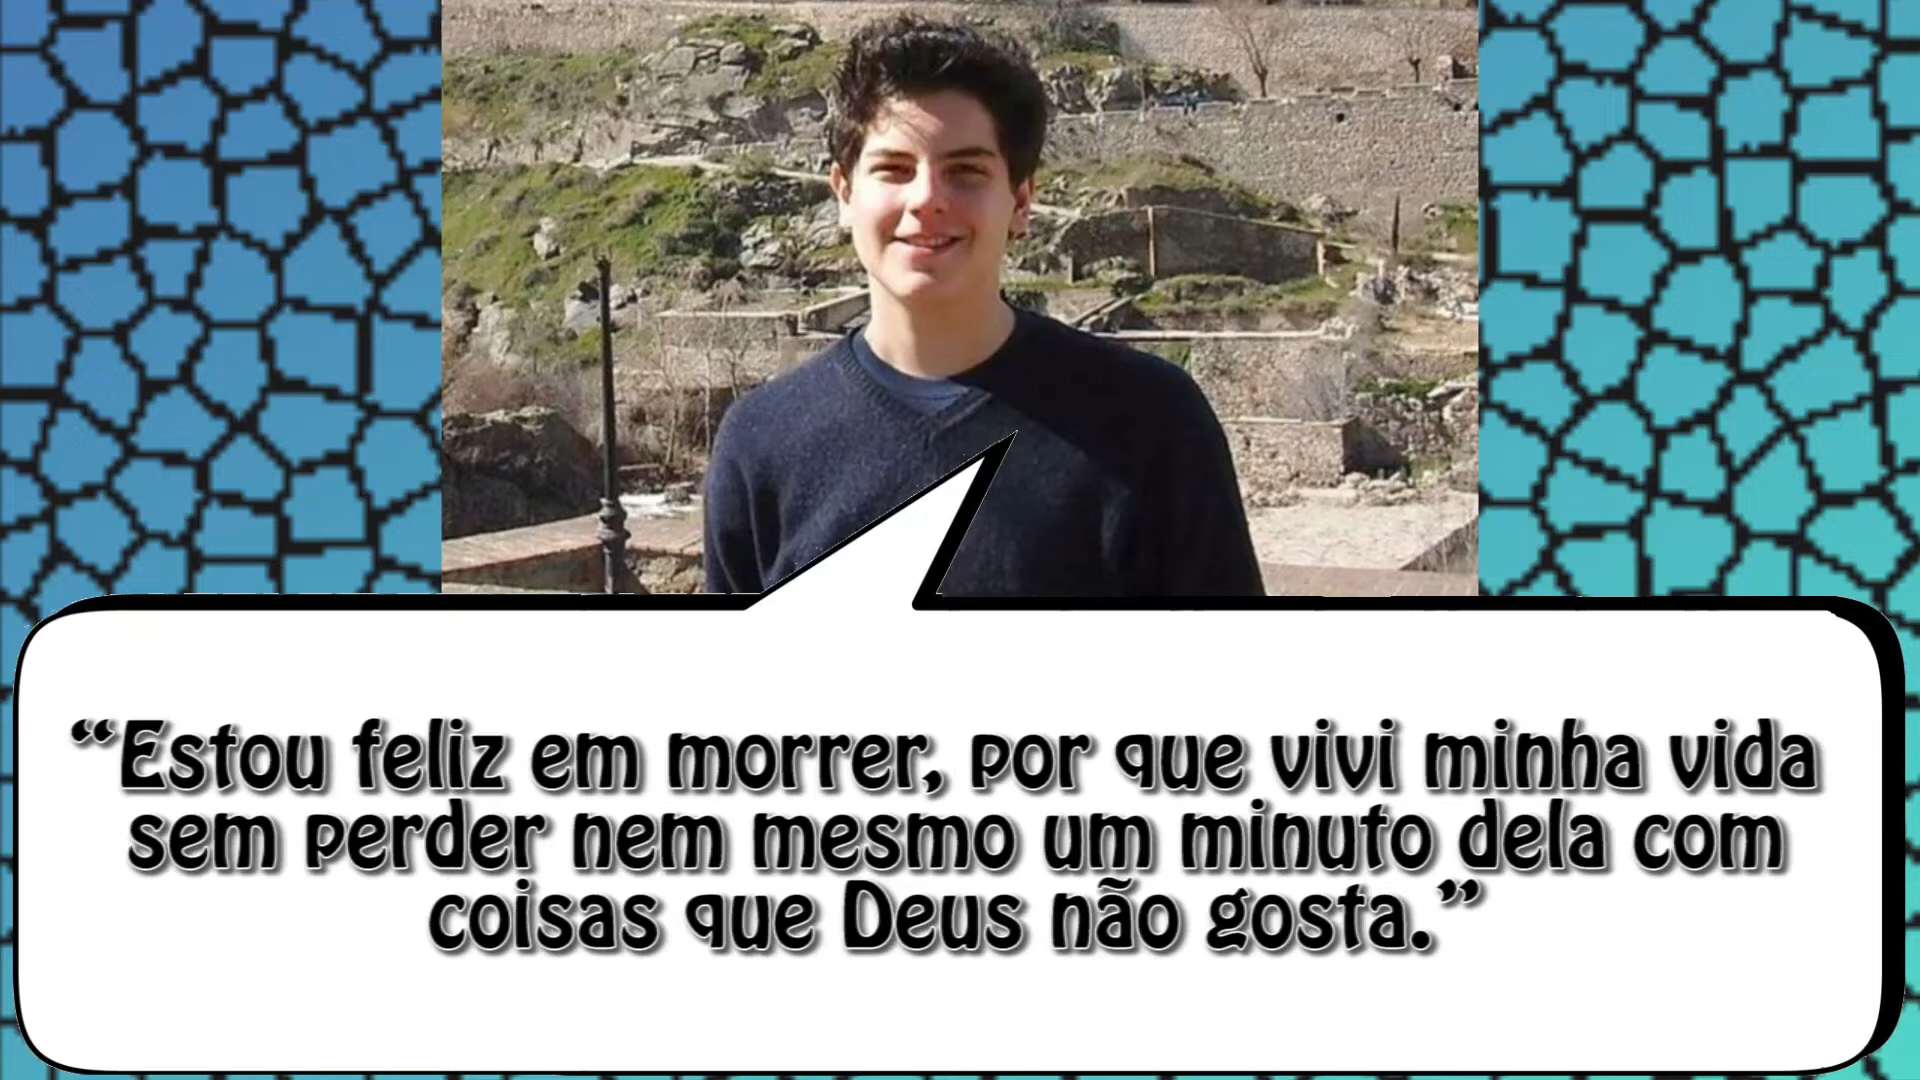 “Estou feliz em morrer, por que vivi minha vida
sem perder nem mesmo um minuto dela com
coisas que Deus não gosta.”